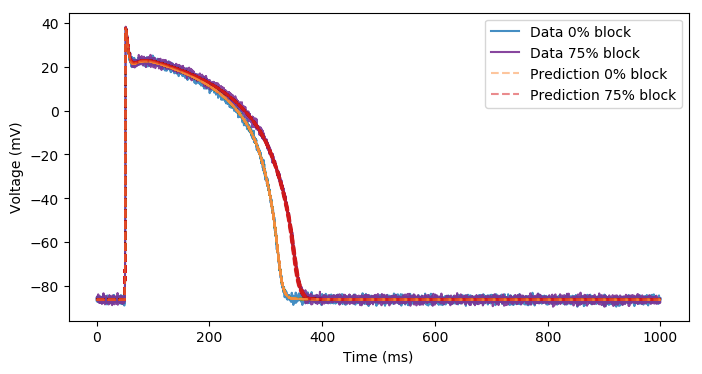 Data 0% block
Data 75% block
Prediction 0% block
Prediction 75% block
Voltage (mV)
40
20
0
−20
−40
−60
−80
0 200 400 600 800 1000
Time (ms)